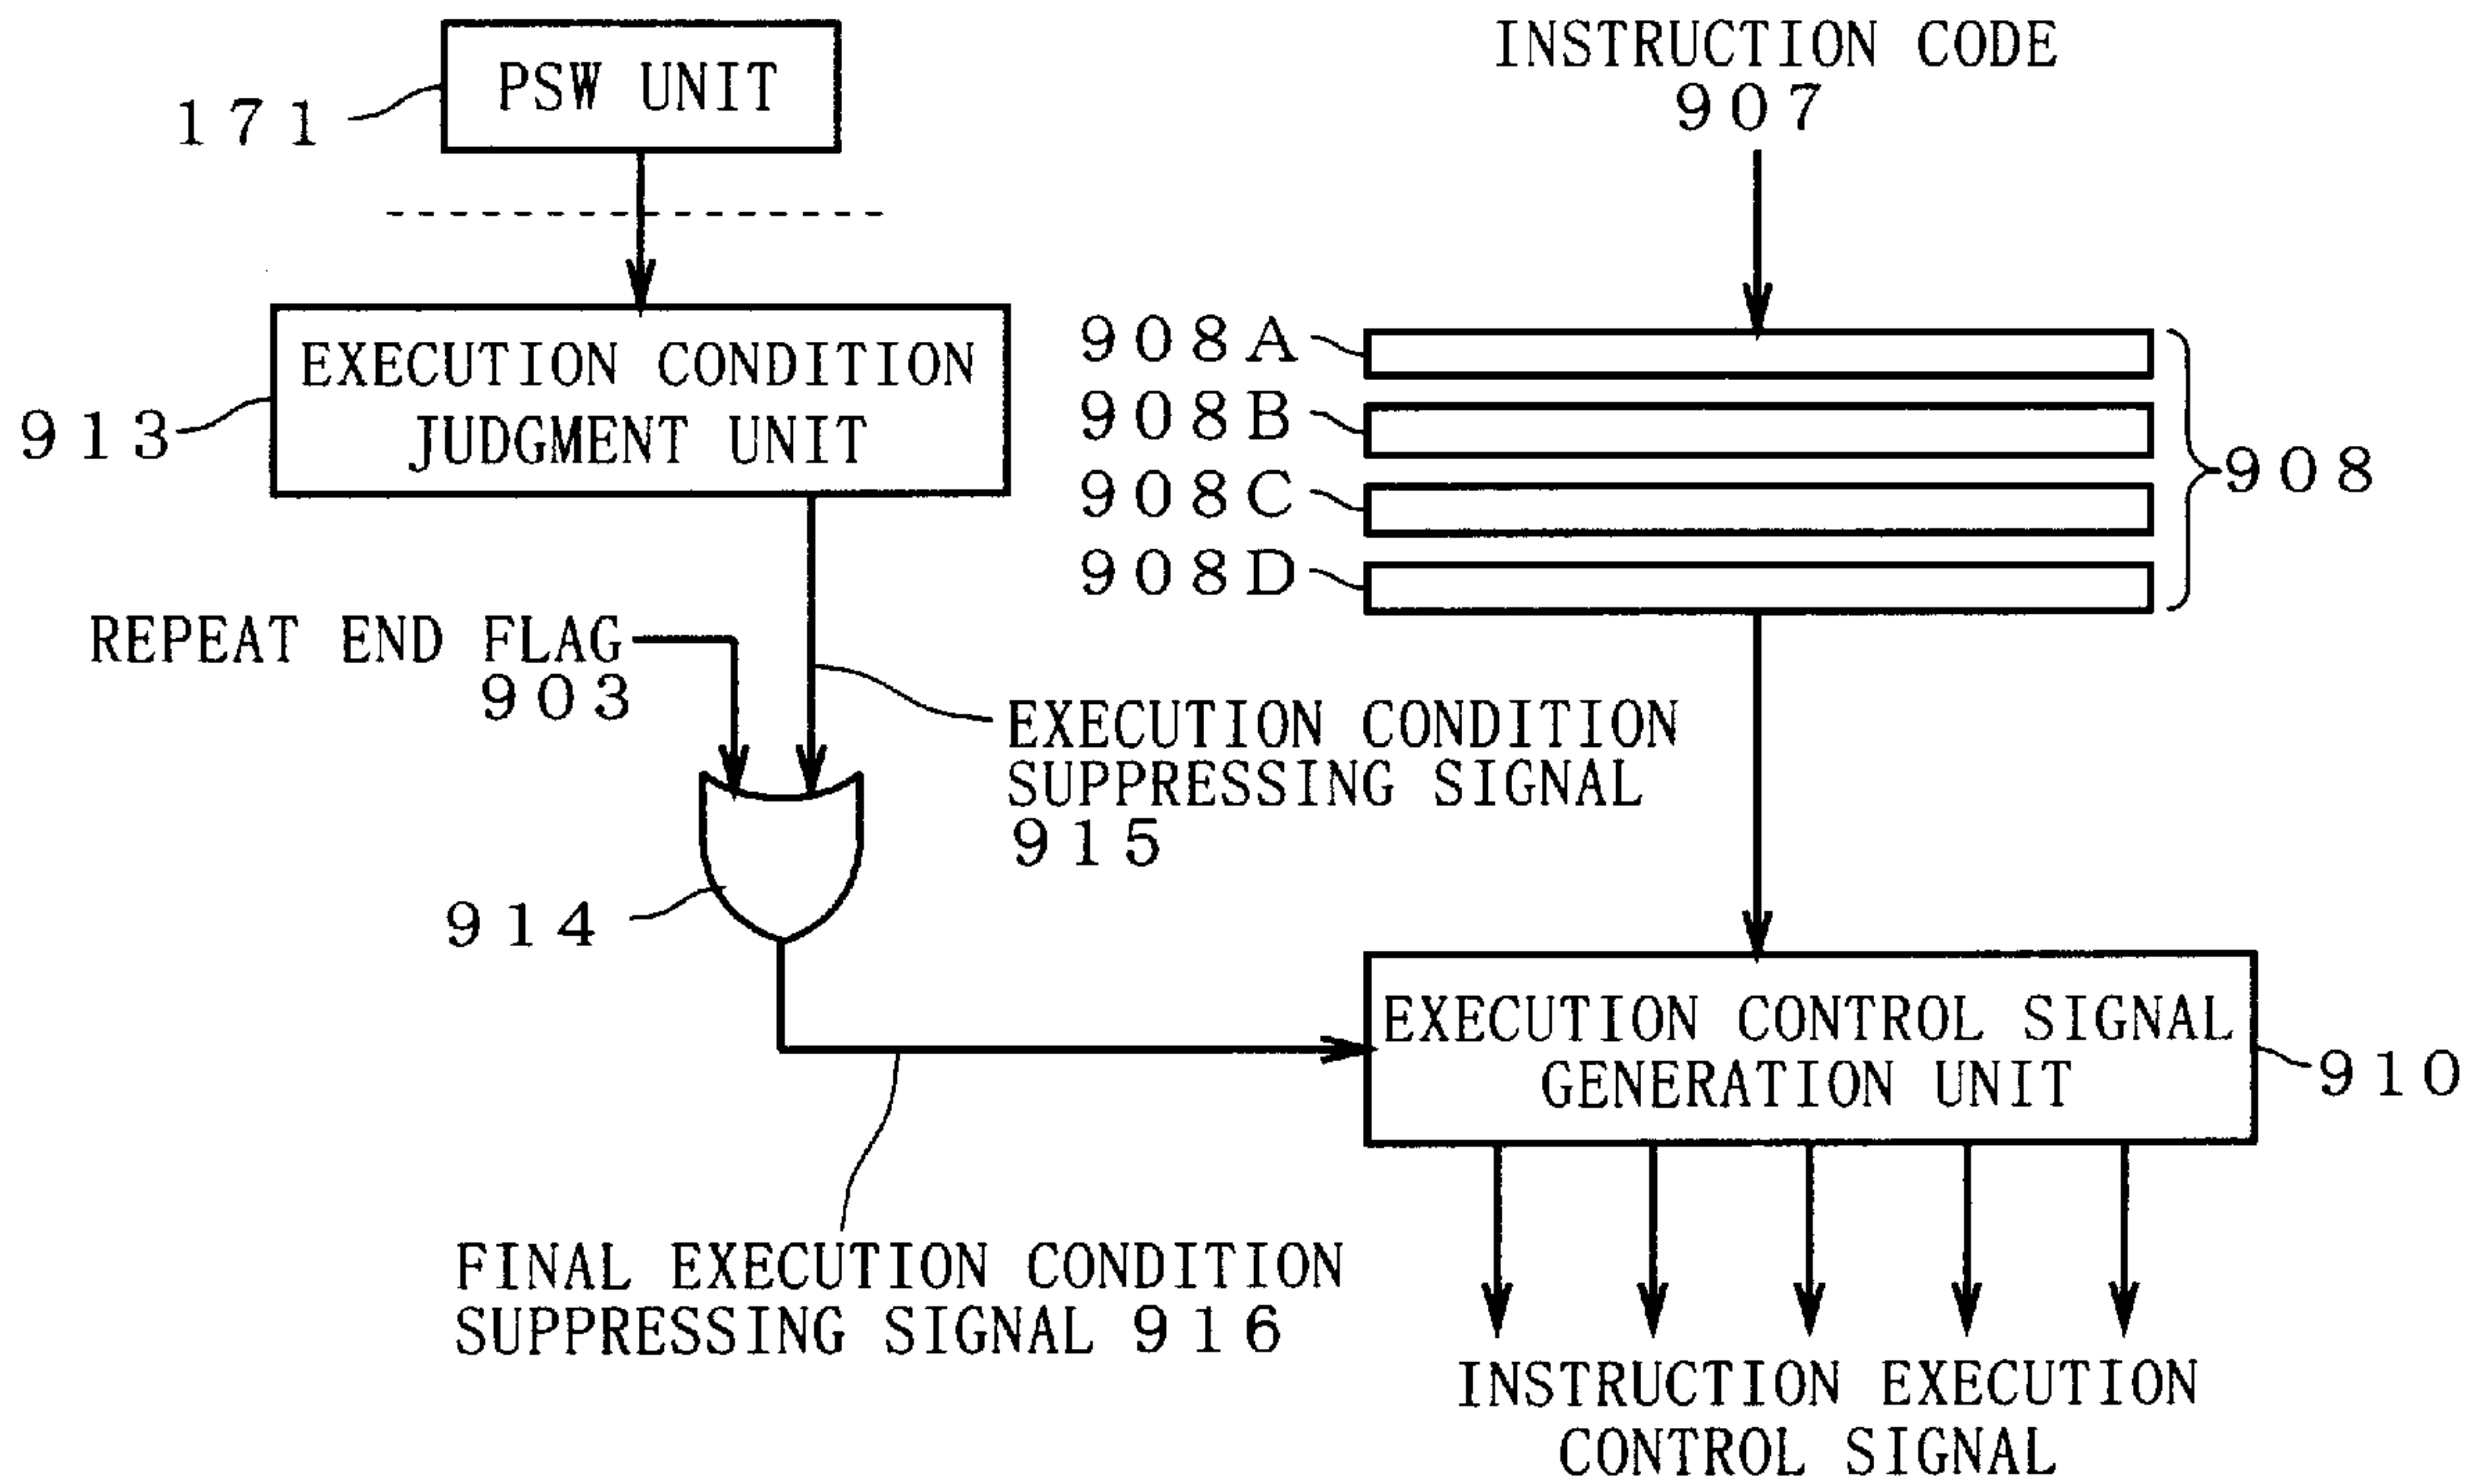 PSW UNIT
171
INSTRUCTION CODE
907
EXECUTION CONDITION
JUDGMENT UNIT
913
908A
908B
908C
908D
908
REPEAT END FLAG
903
EXECUTION CONDITION
SUPPRESSING SIGNAL
915
914
EXECUTION CONTROL SIGNAL
GENERATION UNIT
910
FINAL EXECUTION CONDITION
SUPPRESSING SIGNAL 916
INSTRUCTION EXECUTION
CONTROL SIGNAL